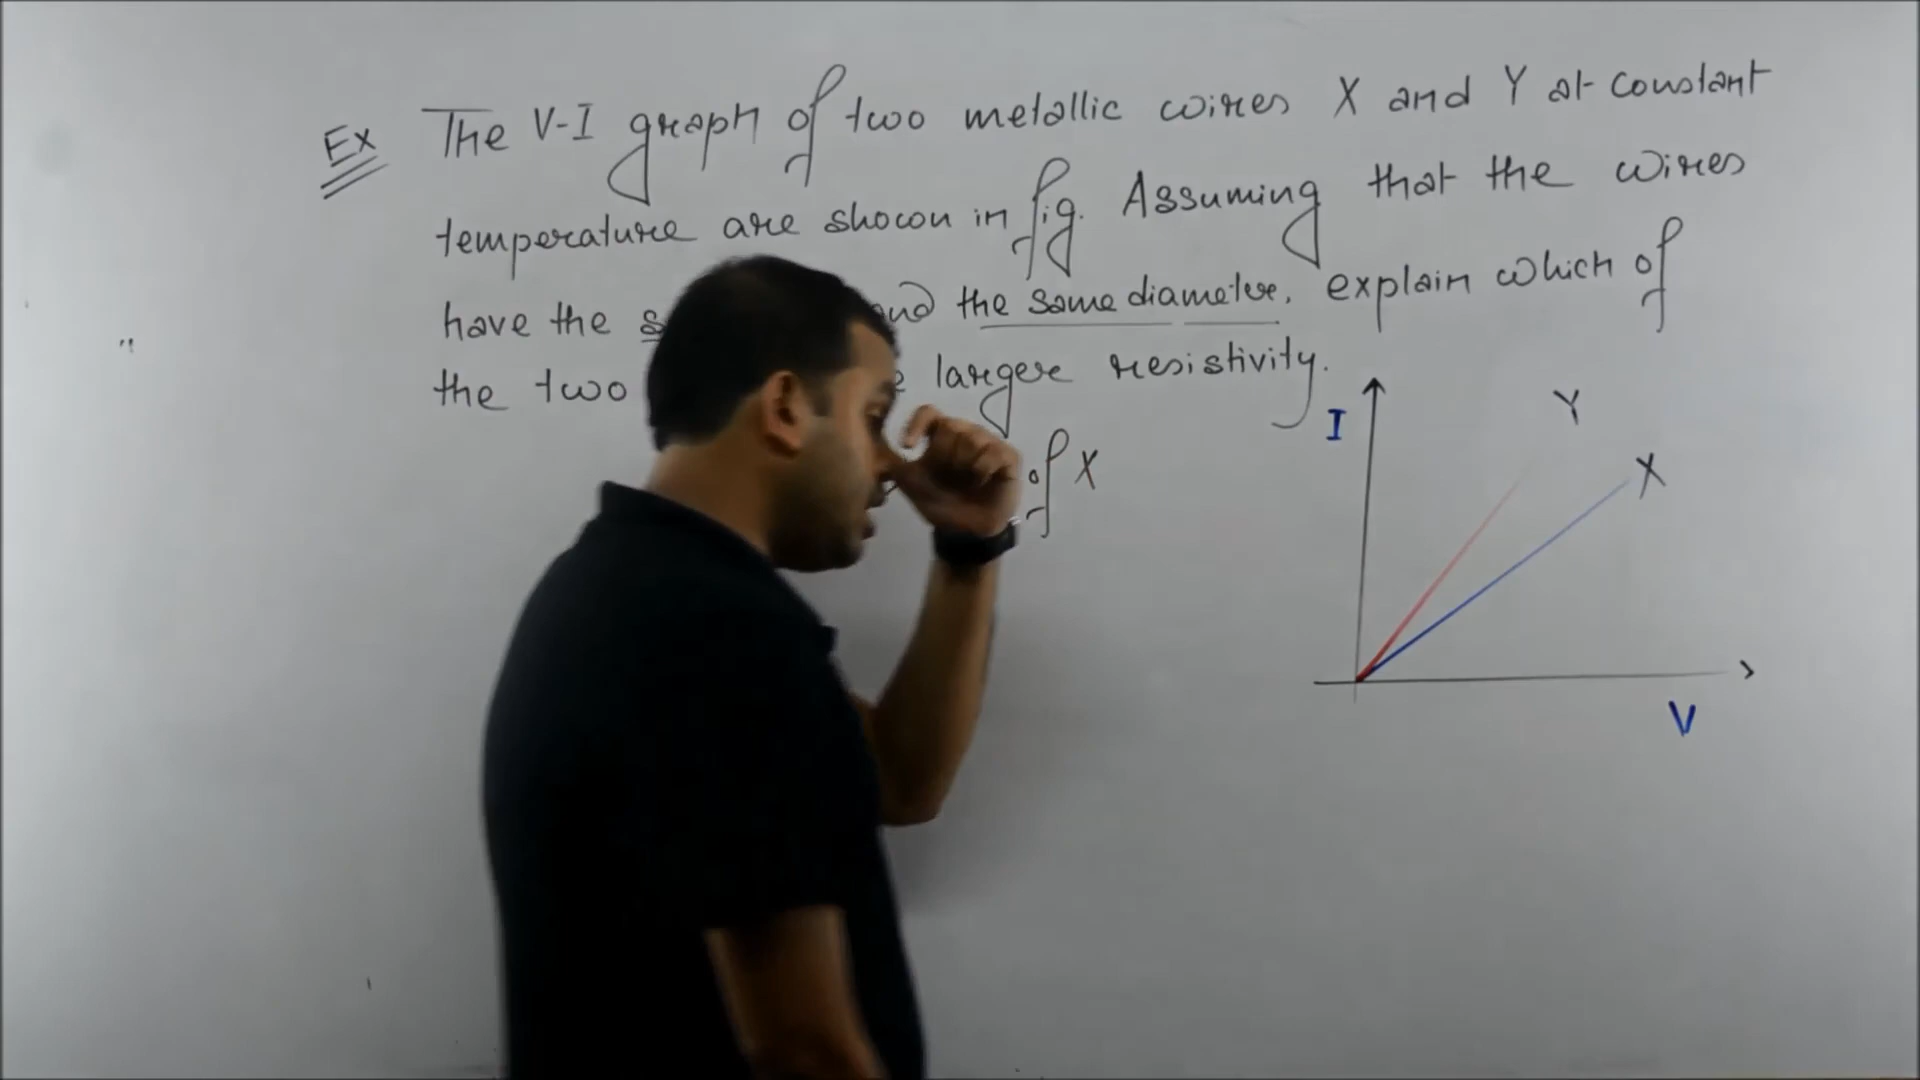 Ex The V-I graph of two metallic wires X and Y at constant
temperature are shown in fig. Assuming that the wires
have the the same diameter, explain which of
the two larger resistivity.
of X
I
Y
X
V